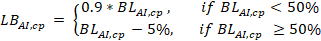 LB_{AI,cp} = { 0.9 * BL_{AI,cp} , if BL_{AI,cp} < 50%
BL_{AI,cp} − 5%, if BL_{AI,cp} ≥ 50%